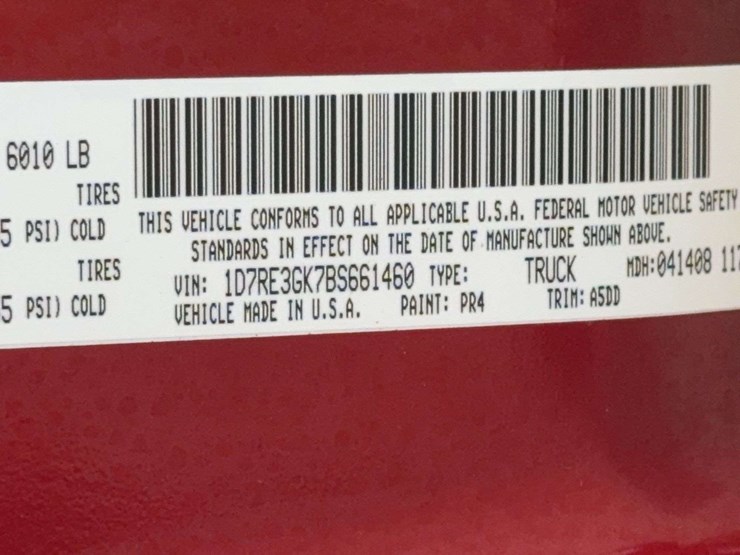 6010 LB
TIRES
5 PSI) COLD
TIRES
5 PSI) COLD
THIS VEHICLE CONFORMS TO ALL APPLICABLE U.S.A. FEDERAL MOTOR VEHICLE SAFETY
STANDARDS IN EFFECT ON THE DATE OF MANUFACTURE SHOWN ABOVE.
VIN: 1D7RE3GK7BS661460 TYPE: TRUCK MDH:041408 117
VEHICLE MADE IN U.S.A. PAINT: PR4 TRIM: A5DD